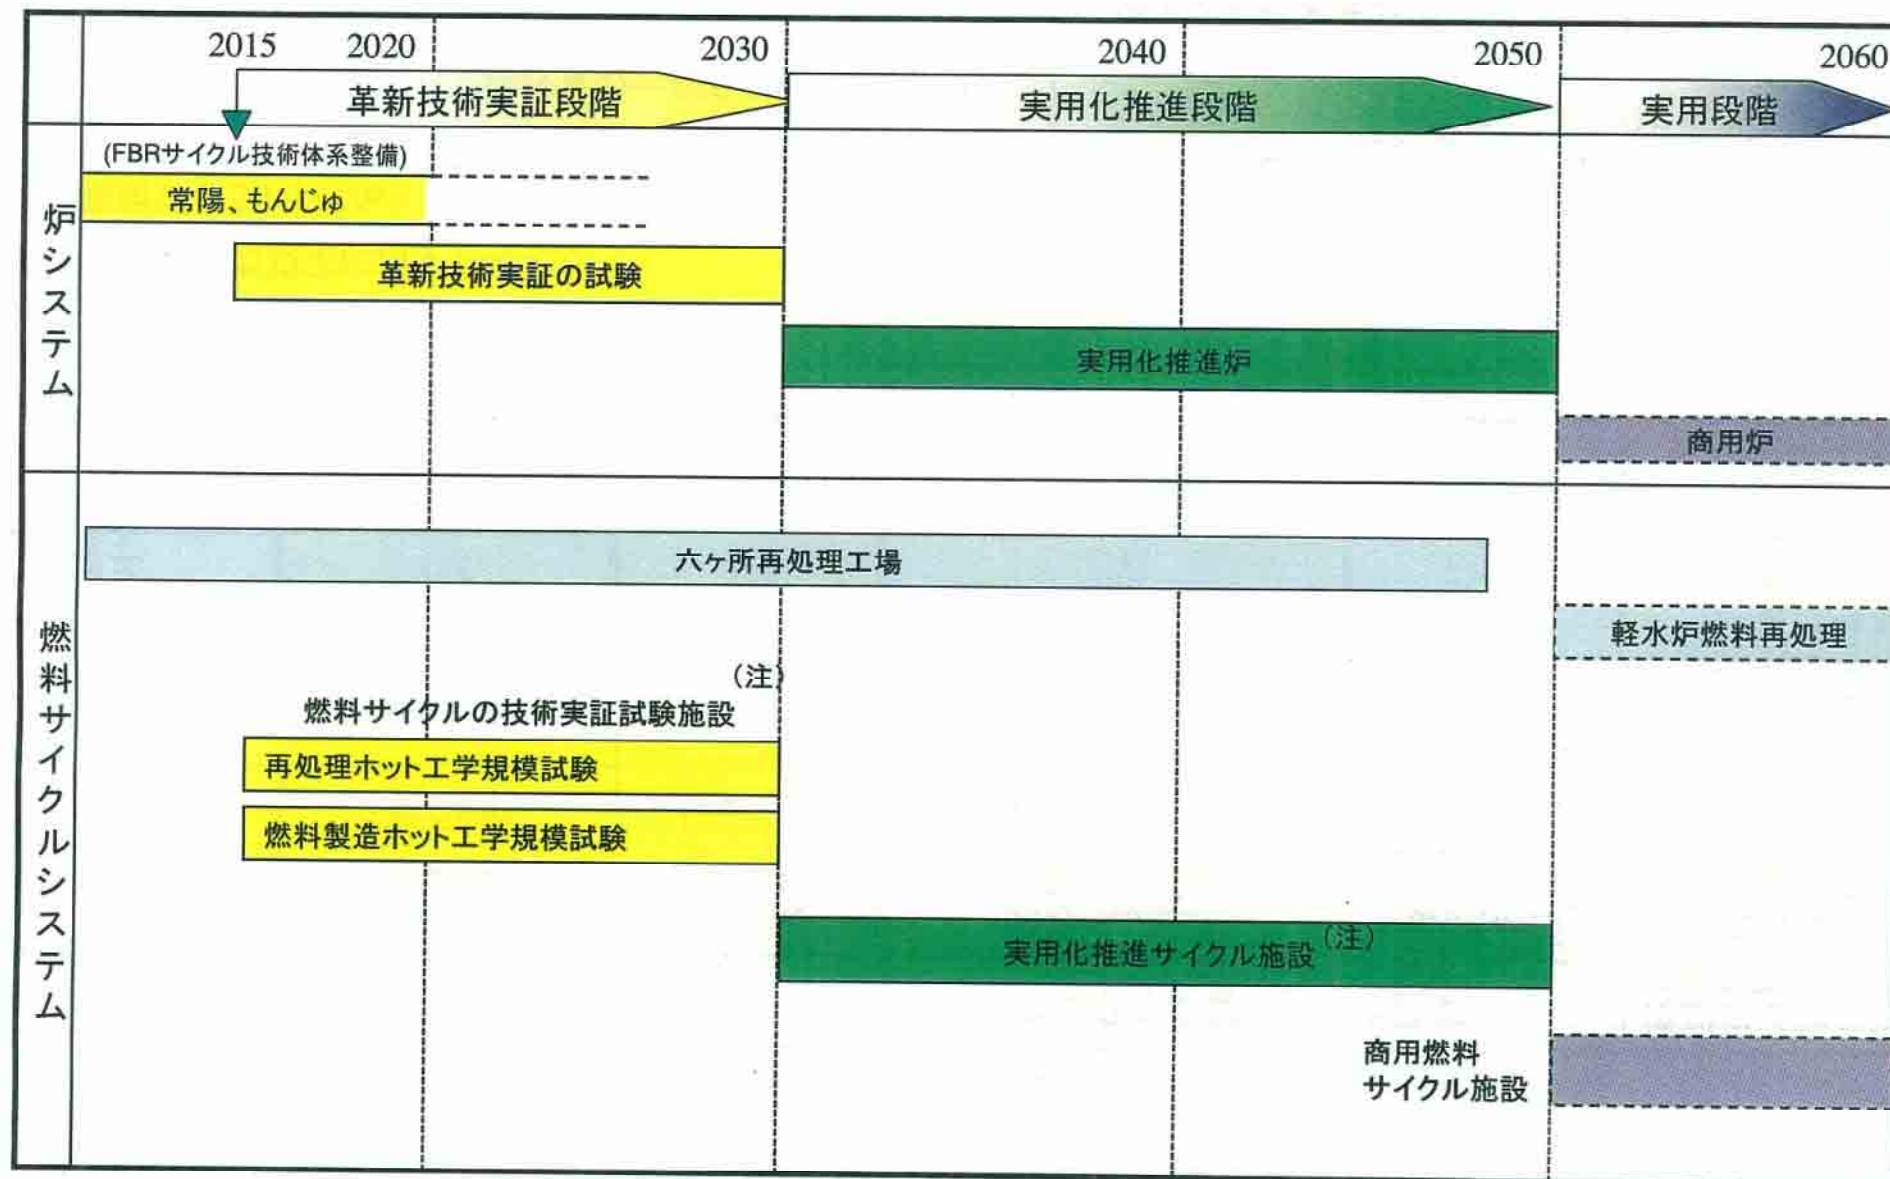 2015 2020 2030 2040 2050 2060
革新技術実証段階 実用化推進段階 実用段階
(FBRサイクル技術体系整備)
炉システム
常陽、もんじゅ
革新技術実証の試験
実用化推進炉
商用炉
燃料サイクルシステム
六ヶ所再処理工場
軽水炉燃料再処理
(注)
燃料サイクルの技術実証試験施設
再処理ホット工学規模試験
燃料製造ホット工学規模試験
実用化推進サイクル施設(注)
商用燃料
サイクル施設